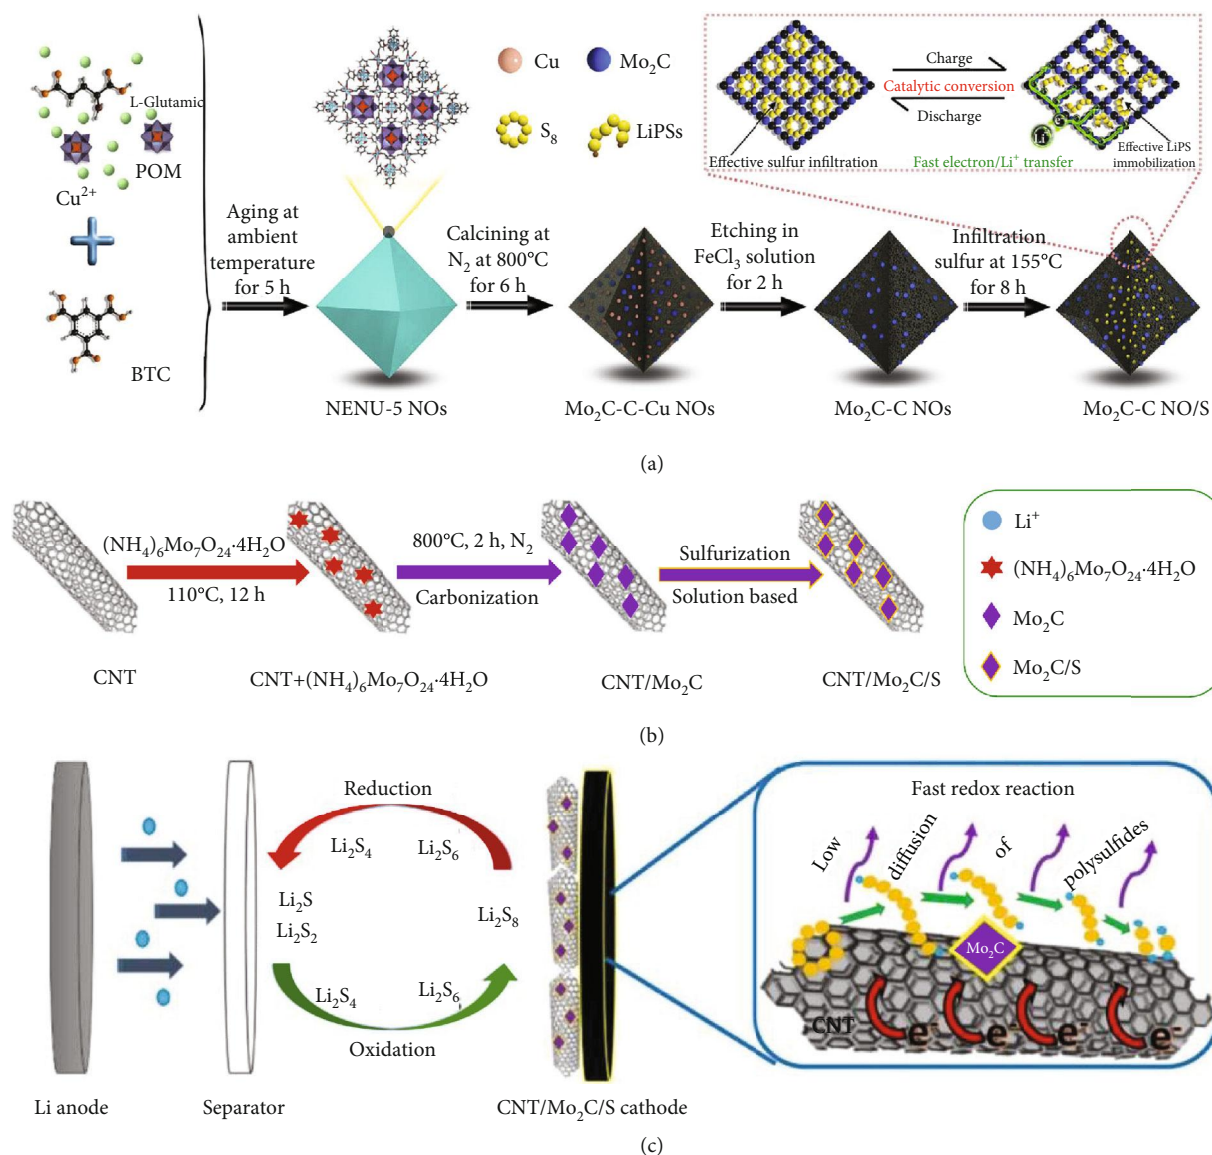 L-Glutamic
POM
Cu²⁺
BTC
Aging at
ambient
temperature
for 5 h
NENU-5 NOs
Cu
Mo₂C
S₈
LiPSs
Calcining at
N₂ at 800°C
for 6 h
Mo₂C-C-Cu NOs
Etching in
FeCl₃ solution
for 2 h
Mo₂C-C NOs
Infiltration
sulfur at 155°C
for 8 h
Mo₂C-C NO/S
Charge
Catalytic conversion
Discharge
Effective sulfur infiltration
Fast electron/Li⁺ transfer
Li
Effective LiPS
immobilization
(a)
CNT
(NH₄)₆Mo₇O₂₄·4H₂O
110°C, 12 h
CNT+(NH₄)₆Mo₇O₂₄·4H₂O
800°C, 2 h, N₂
Carbonization
CNT/Mo₂C
Sulfurization
Solution based
CNT/Mo₂C/S
Li⁺
(NH₄)₆Mo₇O₂₄·4H₂O
Mo₂C
Mo₂C/S
(b)
Li anode
Separator
Reduction
Li₂S₄
Li₂S₆
Li₂S
Li₂S₂
Li₂S₈
Li₂S₄
Li₂S₆
Oxidation
CNT/Mo₂C/S cathode
Fast redox reaction
Low diffusion of polysulfides
Mo₂C
CNT
e⁻
e⁻
e⁻
e⁻
(c)